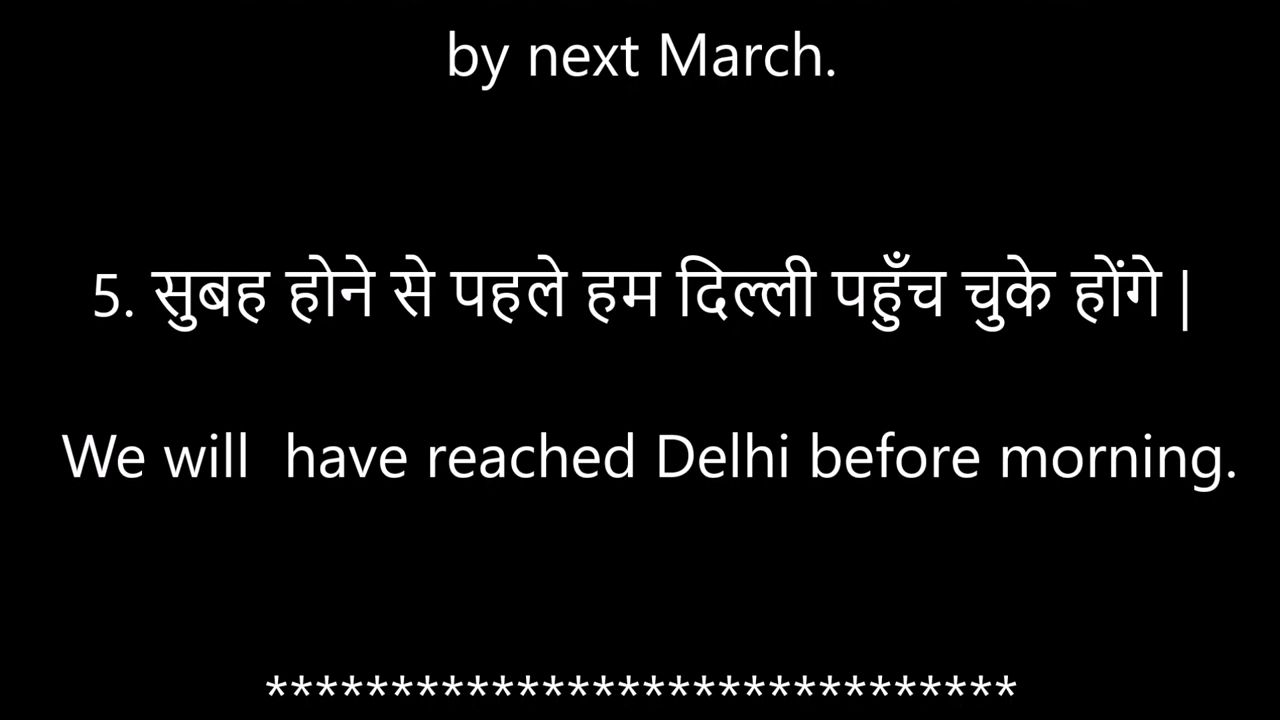 by next March.
5. सुबह होने से पहले हम दिल्ली पहुँच चुके होंगे |
We will  have reached Delhi before morning.
******************************